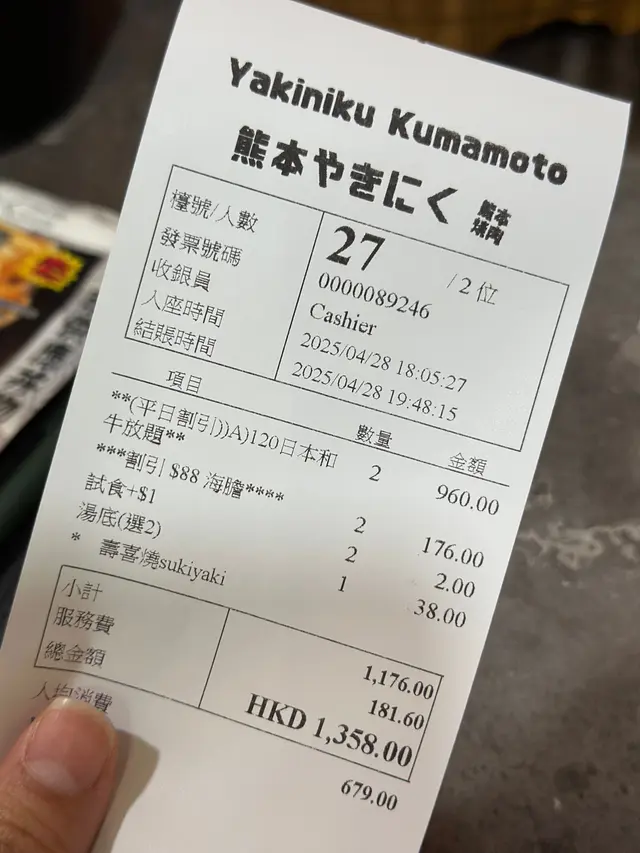 Yakiniku Kumamoto
熊本やきにく 熊本焼肉
檯號/人數 27 / 2 位
發票號碼 0000089246
收銀員 Cashier
入座時間 2025/04/28 18:05:27
結賬時間 2025/04/28 19:48:15
項目 數量 金額
**(平日割引))A)120日本和 2 960.00
牛放題**
***割引 $88 海膽**** 2 176.00
試食+$1 2 2.00
湯底(選2) 1 38.00
* 壽喜燒sukiyaki
小計 1,176.00
服務費 181.60
總金額 HKD 1,358.00
人均消費 679.00